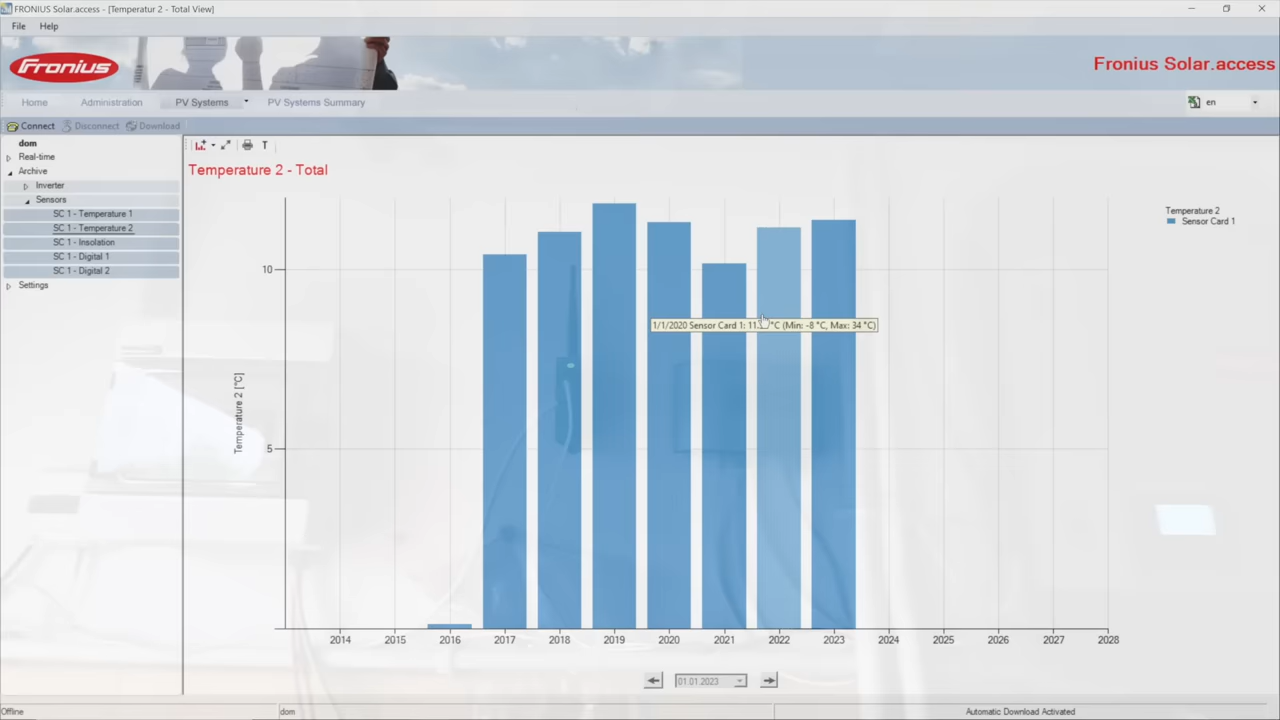 FRONIUS Solar.access - [Temperatur 2 - Total View]
File Help
Fronius
Fronius Solar.access
Home Administration PV Systems PV Systems Summary en
Connect Disconnect Download
dom
Real-time
Archive
Inverter
Sensors
SC 1 - Temperature 1
SC 1 - Temperature 2
SC 1 - Insolation
SC 1 - Digital 1
SC 1 - Digital 2
Settings
T
Temperature 2 - Total
Temperature 2
Sensor Card 1
10
5
Temperature 2 [°C]
1/1/2020 Sensor Card 1: °C (Min: -8 °C, Max: 34 °C)
2014 2015 2016 2017 2018 2019 2020 2021 2022 2023 2024 2025 2026 2027 2028
01.01.2023
Offline dom Automatic Download Activated